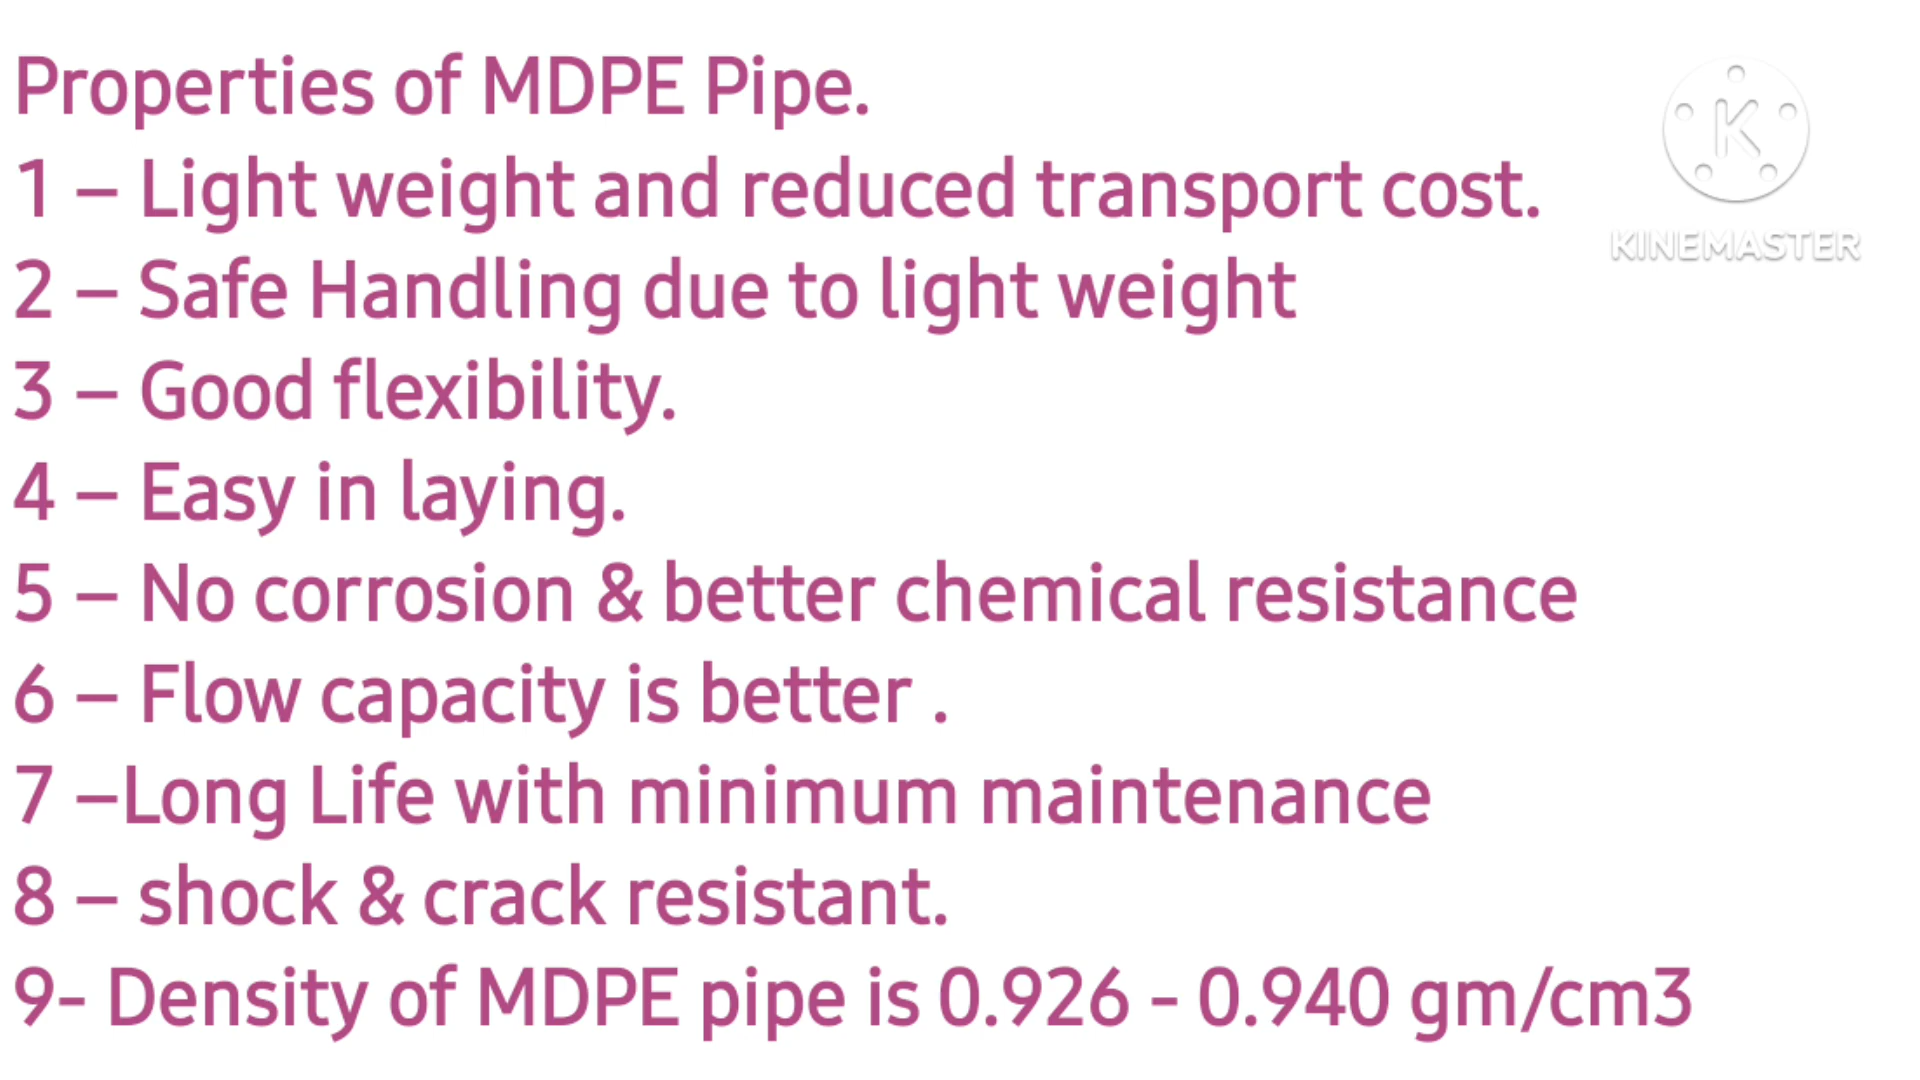 Properties of MDPE Pipe.
1 – Light weight and reduced transport cost.
2 – Safe Handling due to light weight
3 – Good flexibility.
4 – Easy in laying.
5 – No corrosion & better chemical resistance
6 – Flow capacity is better .
7 –Long Life with minimum maintenance
8 – shock & crack resistant.
9- Density of MDPE pipe is 0.926 - 0.940 gm/cm3
K
KINEMASTER